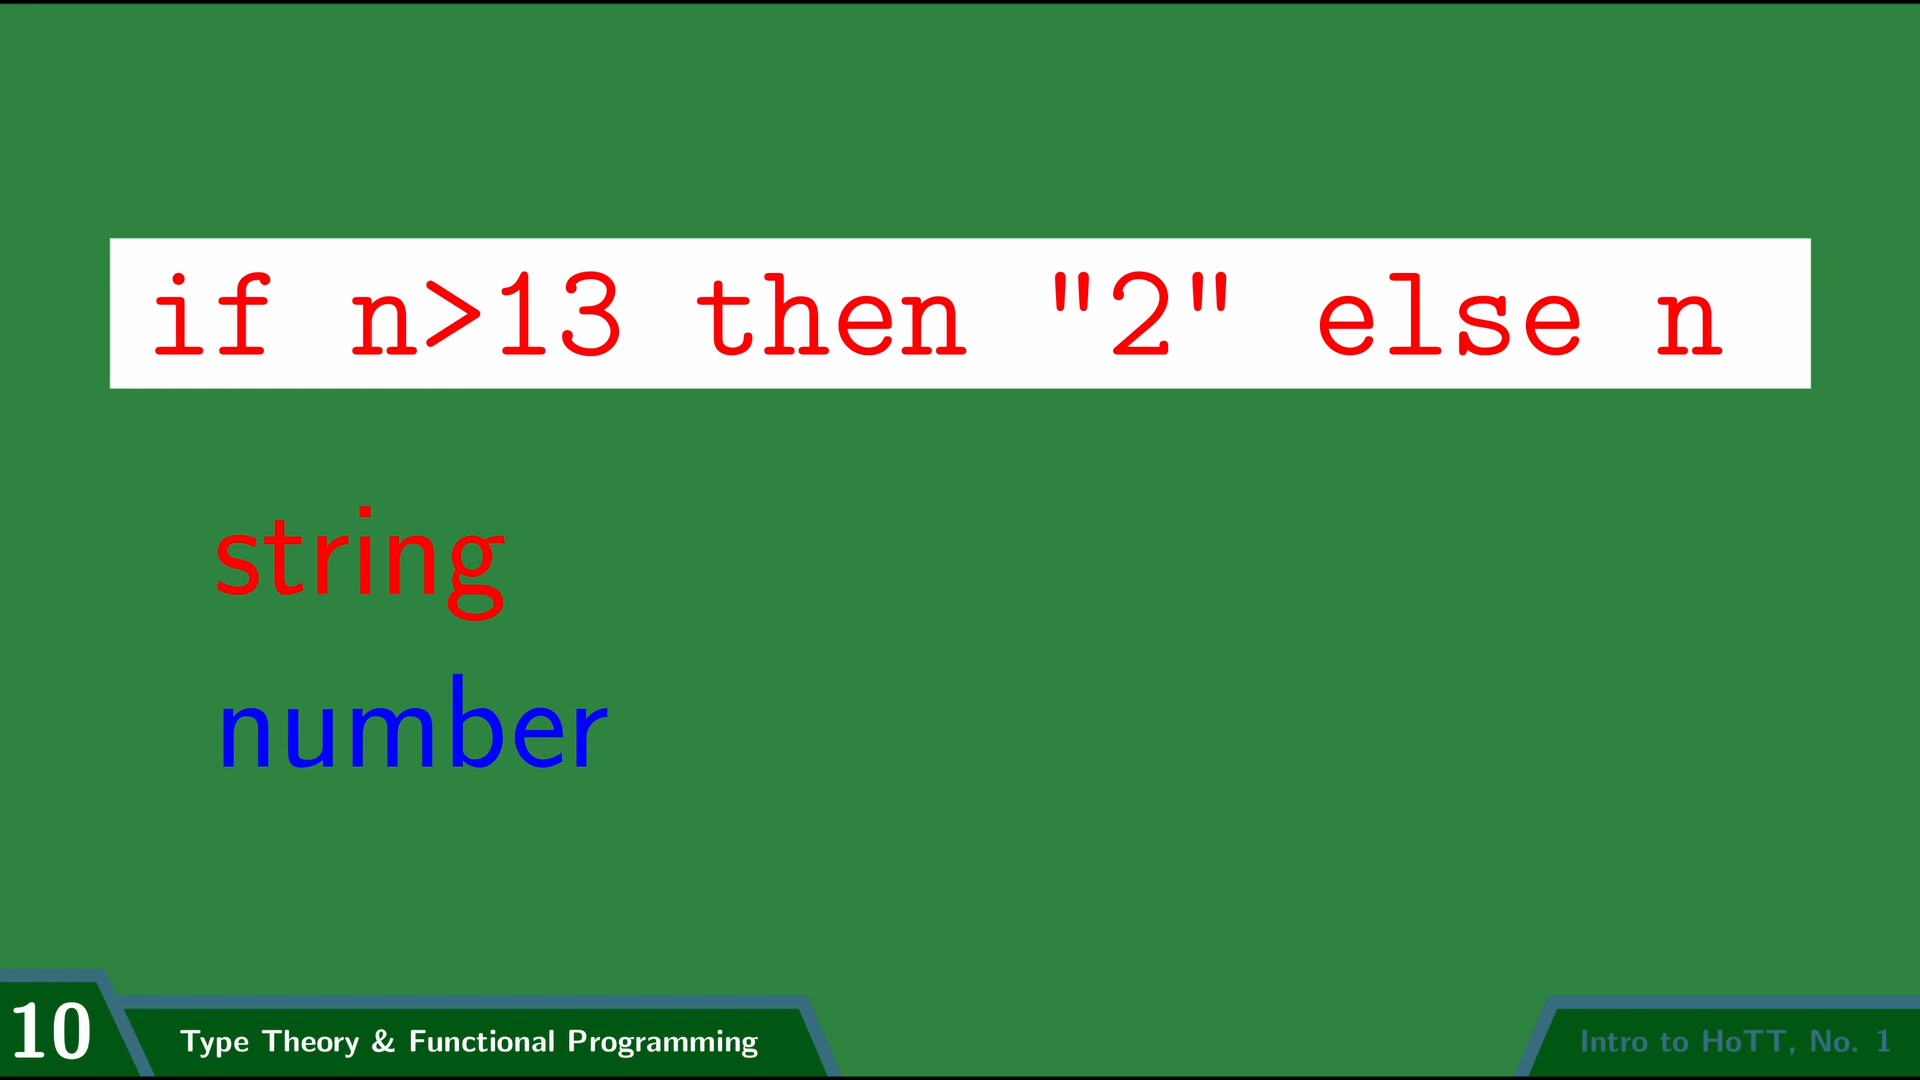 if n>13 then "2" else n
string
number
10
Type Theory & Functional Programming
Intro to HoTT, No. 1